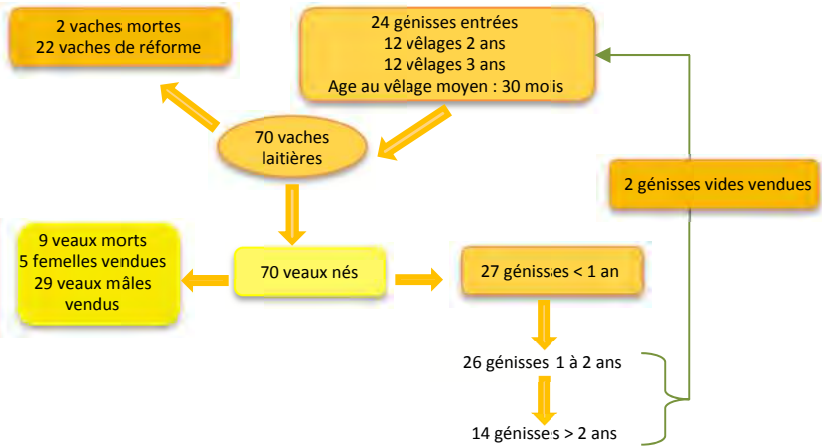 2 vaches mortes
22 vaches de réforme
24 génisses entrées
12 vêlages 2 ans
12 vêlages 3 ans
Age au vêlage moyen : 30 mois
70 vaches
laitières
2 génisses vides vendues
9 veaux morts
5 femelles vendues
29 veaux mâles
vendus
70 veaux nés
27 génisses < 1 an
26 génisses 1 à 2 ans
14 génisses > 2 ans